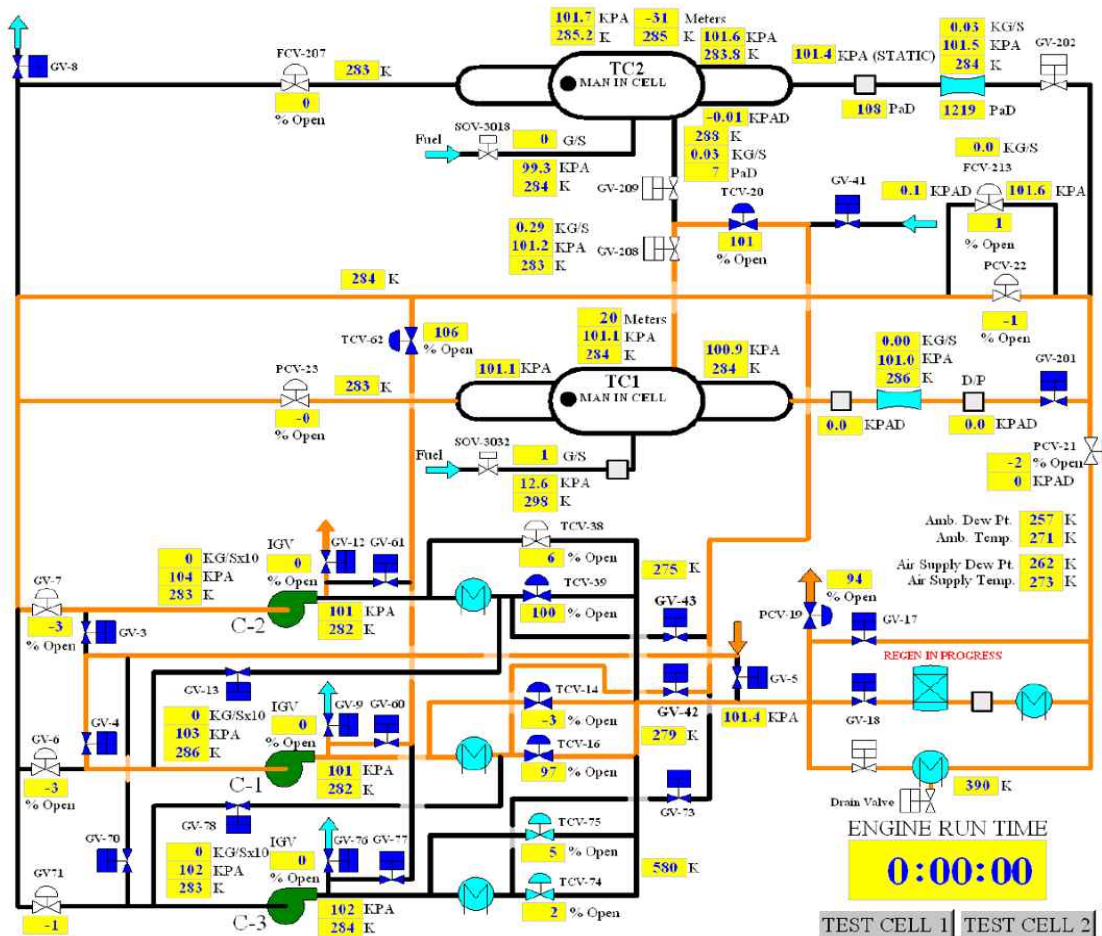 101.7 KPA
285.2 K
-31 Meters
285 K
101.6 KPA
283.8 K
101.4 KPA (STATIC)
0.03 KG/S
101.5 KPA
284 K
GV-202
GV-8
FCV-207
283 K
0
% Open
TC2
MAN IN CELL
108 PaD
1219 PaD
Fuel
SOV-3018
0 G/S
99.3 KPA
284 K
-0.01 KPAD
288 K
0.03 KG/S
7 PaD
0.0 KG/S
FCV-213
GV-209
TCV-20
GV-41
0.1 KPAD
101.6 KPA
1
% Open
0.29 KG/S
101.2 KPA
283 K
GV-208
101
% Open
PCV-22
284 K
-1
% Open
TCV-62
106
% Open
20 Meters
101.1 KPA
284 K
100.9 KPA
284 K
0.00 KG/S
101.0 KPA
286 K
GV-201
PCV-23
283 K
-0
% Open
101.1 KPA
TC1
MAN IN CELL
D/P
0.0 KPAD
0.0 KPAD
PCV-21
-2 % Open
0 KPAD
Fuel
SOV-3032
1 G/S
12.6 KPA
298 K
Amb. Dew Pt. 257 K
Amb. Temp. 271 K
Air Supply Dew Pt. 262 K
Air Supply Temp. 273 K
GV-7
-3
% Open
0 KG/Sx10
104 KPA
283 K
IGV
0
% Open
GV-12
GV-61
TCV-38
6 % Open
TCV-39
100 % Open
275 K
C-2
101 KPA
282 K
GV-3
GV-43
94
% Open
PCV-19
GV-17
REGEN IN PROGRESS
GV-13
GV-5
GV-4
GV-6
-3
% Open
0 KG/Sx10
103 KPA
286 K
IGV
0
% Open
GV-9
GV-60
TCV-14
-3 % Open
TCV-16
97 % Open
GV-42
279 K
101.4 KPA
GV-18
C-1
101 KPA
282 K
390 K
Drain Valve
GV-78
GV-73
GV-70
GV71
-1
0 KG/Sx10
102 KPA
283 K
IGV
0
% Open
GV-76
GV-77
TCV-75
5 % Open
TCV-74
2 % Open
580 K
C-3
102 KPA
284 K
ENGINE RUN TIME
0:00:00
TEST CELL 1
TEST CELL 2